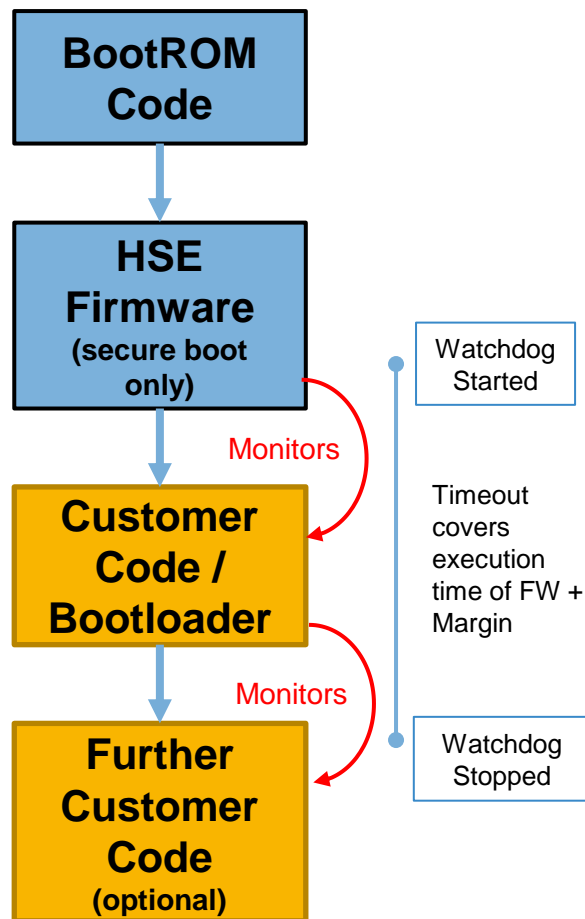 BootROM
Code
HSE
Firmware
(secure boot
only)
Watchdog
Started
Monitors
Customer
Code /
Bootloader
Timeout
covers
execution
time of FW +
Margin
Monitors
Further
Customer
Code
(optional)
Watchdog
Stopped